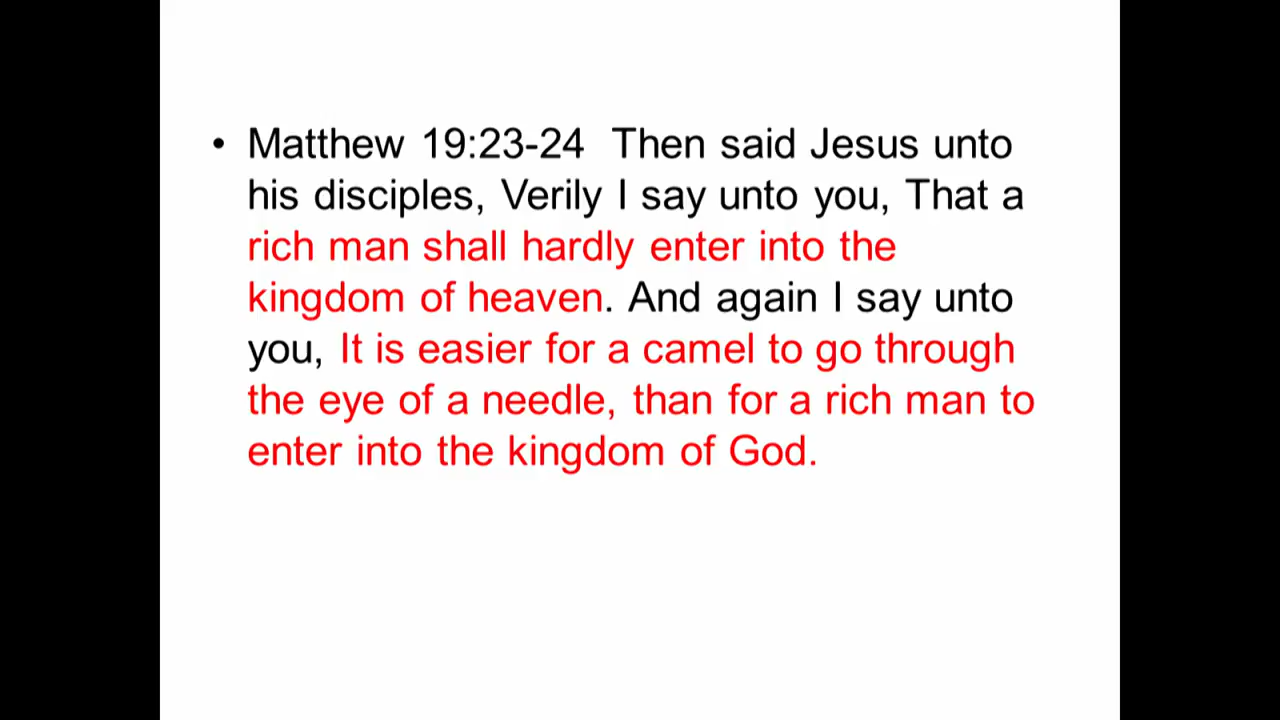 • Matthew 19:23-24  Then said Jesus unto
his disciples, Verily I say unto you, That a
rich man shall hardly enter into the
kingdom of heaven. And again I say unto
you, It is easier for a camel to go through
the eye of a needle, than for a rich man to
enter into the kingdom of God.